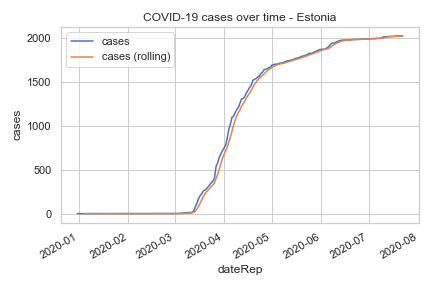 COVID-19 cases over time - Estonia
cases
cases (rolling)
2000
1500
1000
500
0
cases
2020-01
2020-02
2020-03
2020-04
2020-05
2020-06
2020-07
2020-08
dateRep